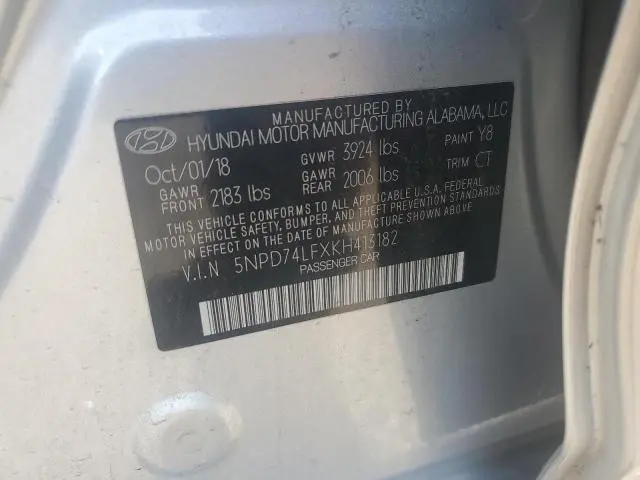 MANUFACTURED BY
HYUNDAI MOTOR MANUFACTURING ALABAMA, LLC
Oct/01/18 GVWR 3924 lbs PAINT Y8
GAWR FRONT 2183 lbs GAWR REAR 2006 lbs TRIM CT
THIS VEHICLE CONFORMS TO ALL APPLICABLE U.S.A. FEDERAL
MOTOR VEHICLE SAFETY, BUMPER, AND THEFT PREVENTION STANDARDS
IN EFFECT ON THE DATE OF MANUFACTURE SHOWN ABOVE.
V.I.N 5NPD74LFXKH413182
PASSENGER CAR